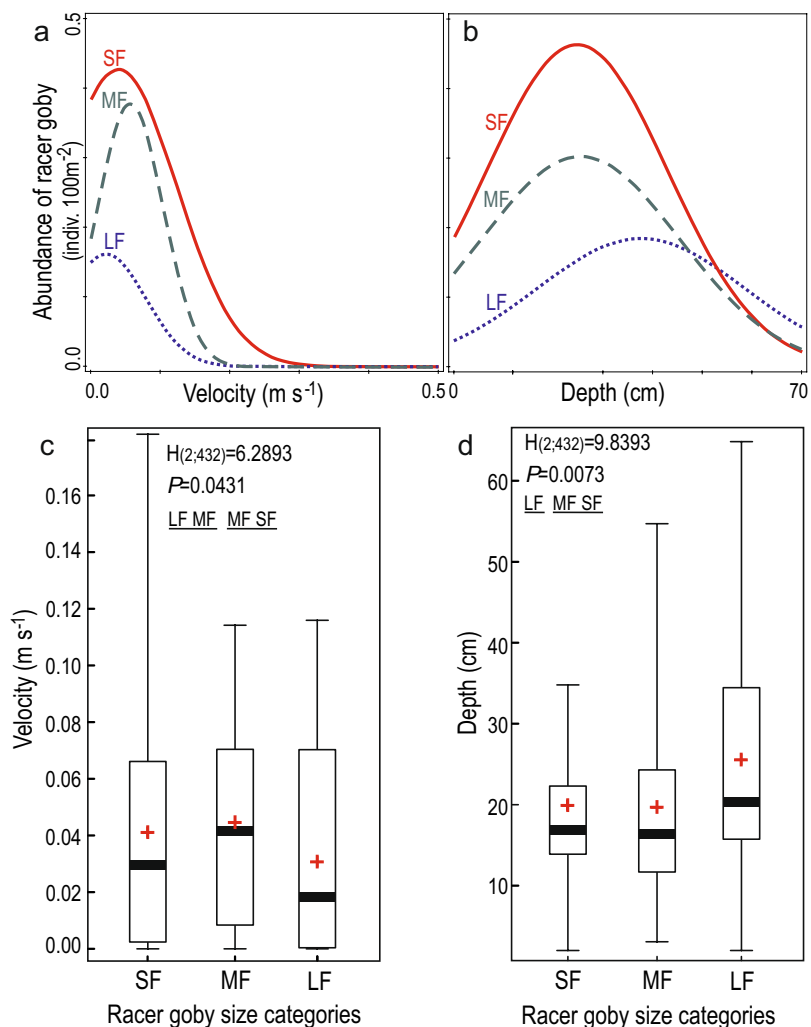 a
0.5
SF
MF
LF
0.0
Abundance of racer goby
(indiv. 100m-2)
0.0
Velocity (m s-1)
0.5
b
SF
MF
LF
0
Depth (cm)
70
c
H(2;432)=6.2893
P=0.0431
LF MF MF SF
0.16
0.14
0.12
0.10
0.08
0.06
0.04
0.02
0.00
Velocity (m s-1)
SF MF LF
Racer goby size categories
d
H(2;432)=9.8393
P=0.0073
LF MF SF
60
50
40
30
20
10
Depth (cm)
SF MF LF
Racer goby size categories